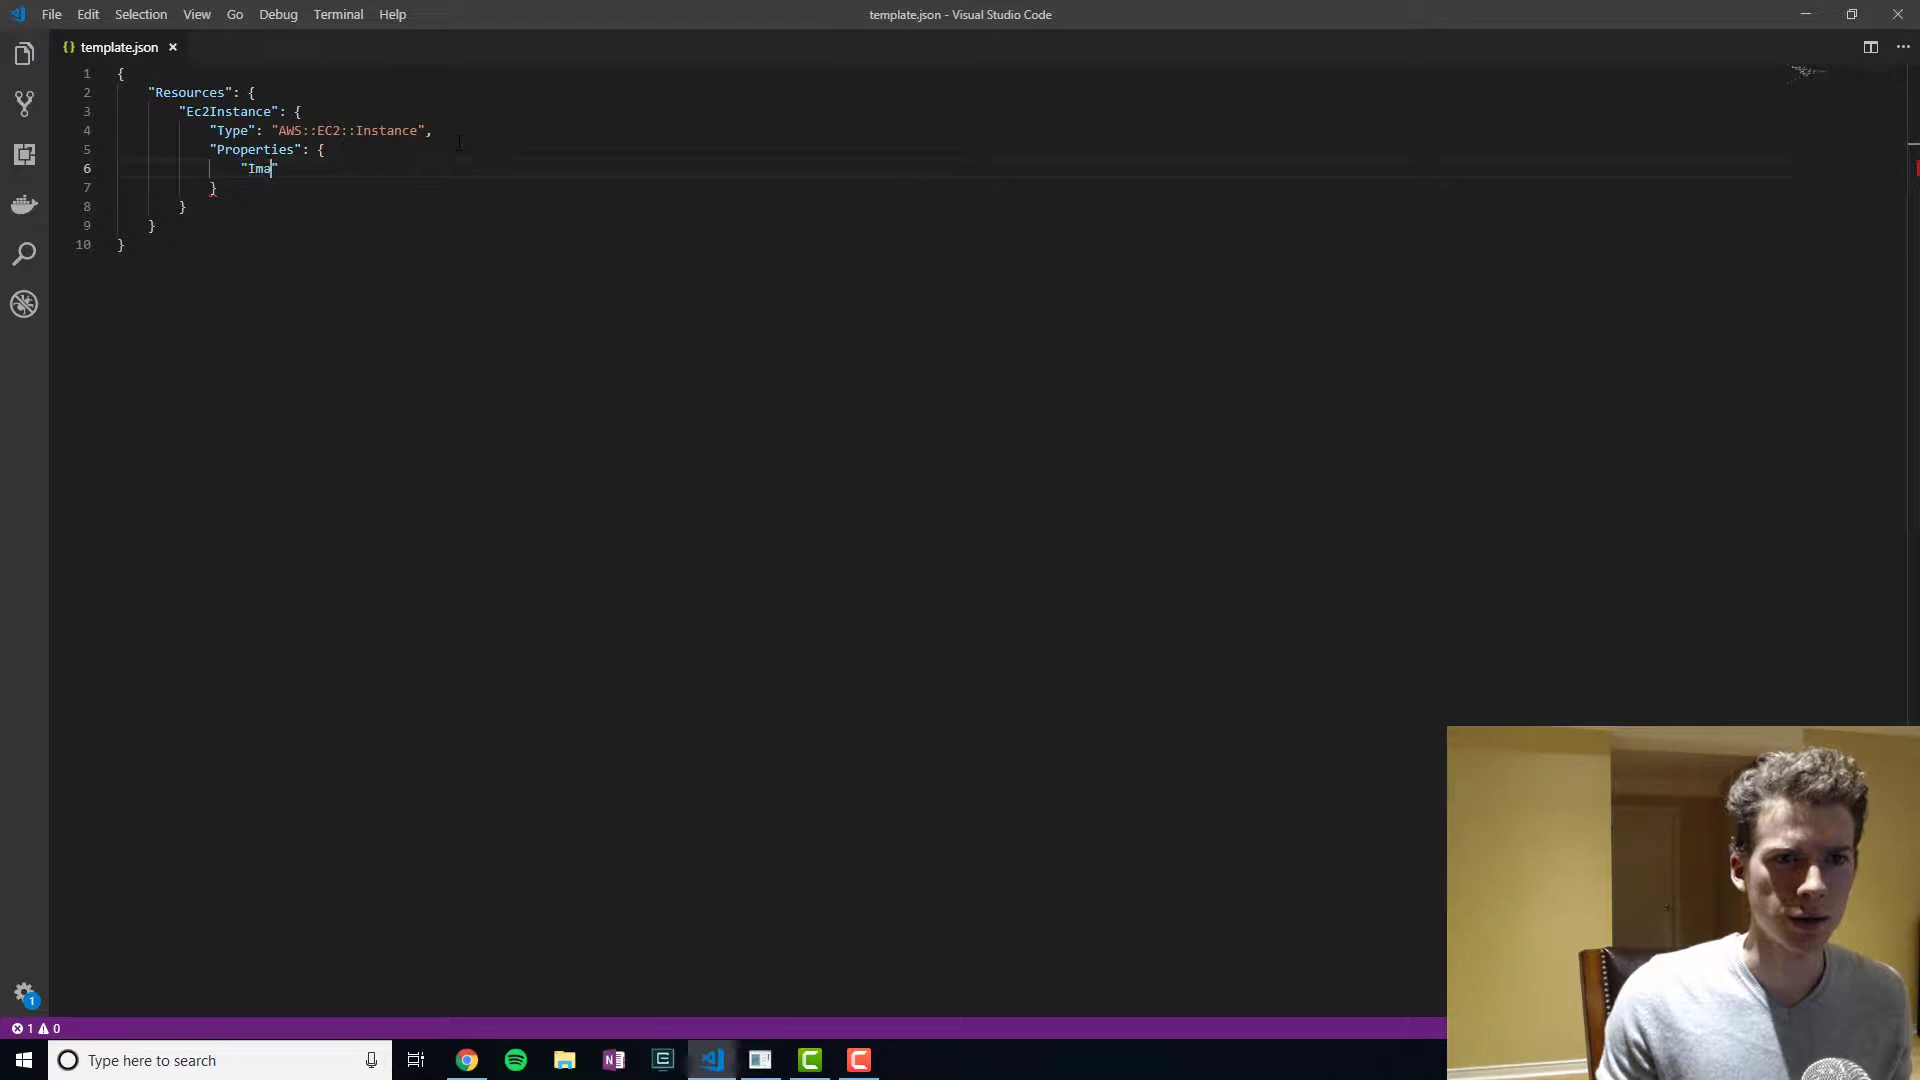 File Edit Selection View Go Debug Terminal Help
template.json - Visual Studio Code
{} template.json
1 {
2 "Resources": {
3 "Ec2Instance": {
4 "Type": "AWS::EC2::Instance",
5 "Properties": {
6 "Ima"
7 }
8 }
9 }
10 }
1
1 0
Type here to search